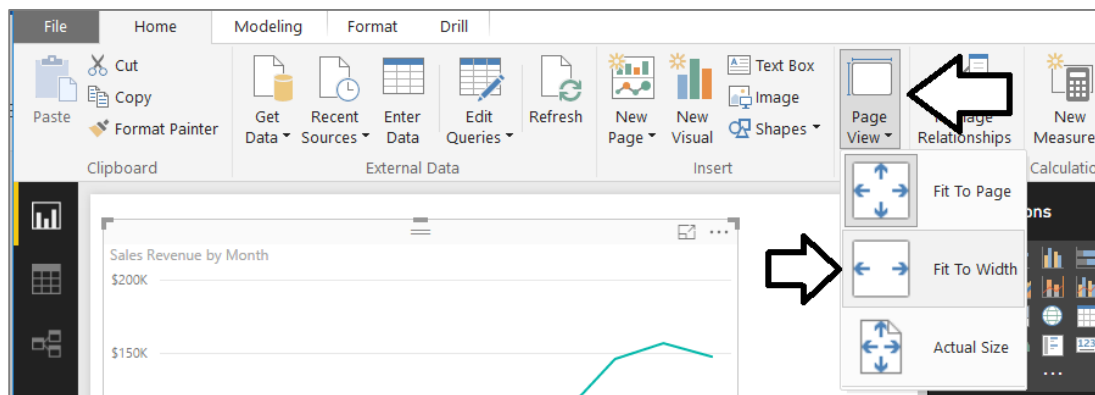 File Home Modeling Format Drill
Paste
Cut
Copy
Format Painter
Clipboard
Get Data
Recent Sources
Enter Data
Edit Queries
Refresh
External Data
New Page
New Visual
Text Box
Image
Shapes
Insert
Page View
Relationships
New
Measure
Fit To Page
Fit To Width
Actual Size
Sales Revenue by Month
$200K
$150K
123